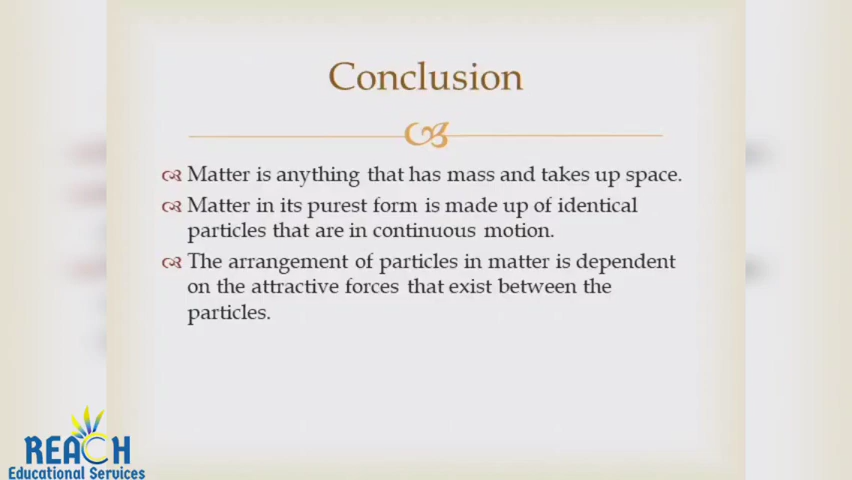 Conclusion
Matter is anything that has mass and takes up space.
Matter in its purest form is made up of identical
particles that are in continuous motion.
The arrangement of particles in matter is dependent
on the attractive forces that exist between the
particles.
REACH
Educational Services